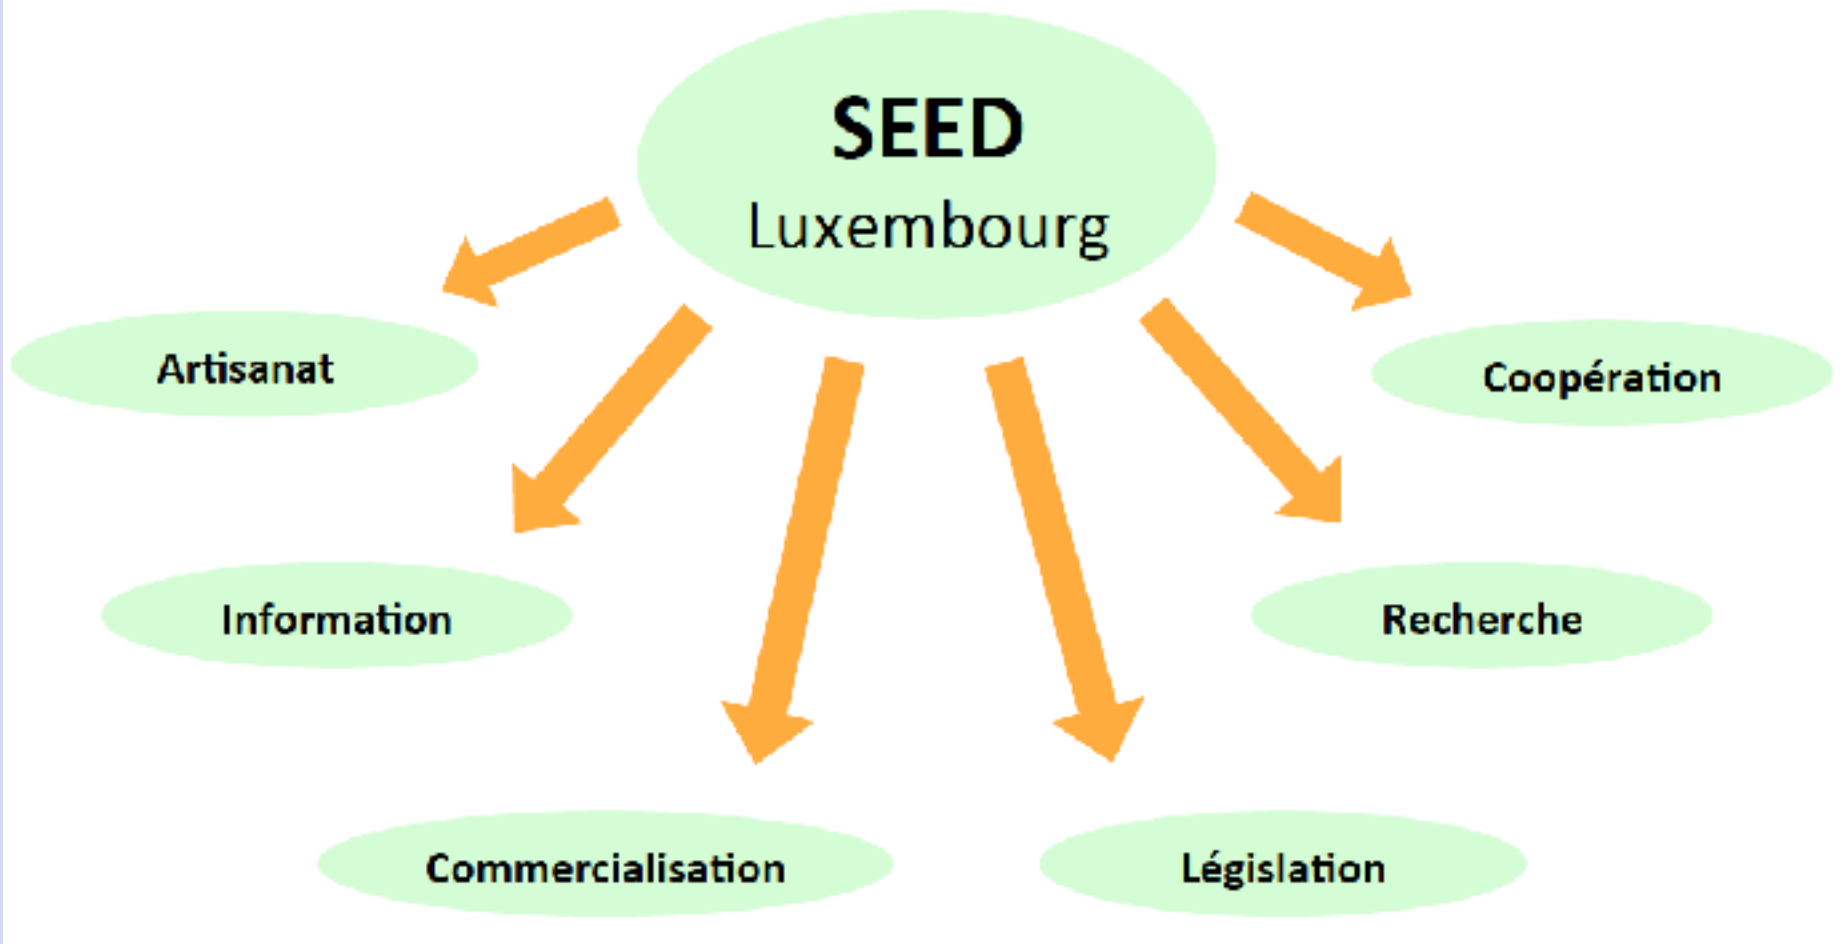 SEED
Luxembourg
Artisanat
Coopération
Information
Recherche
Commercialisation
Législation